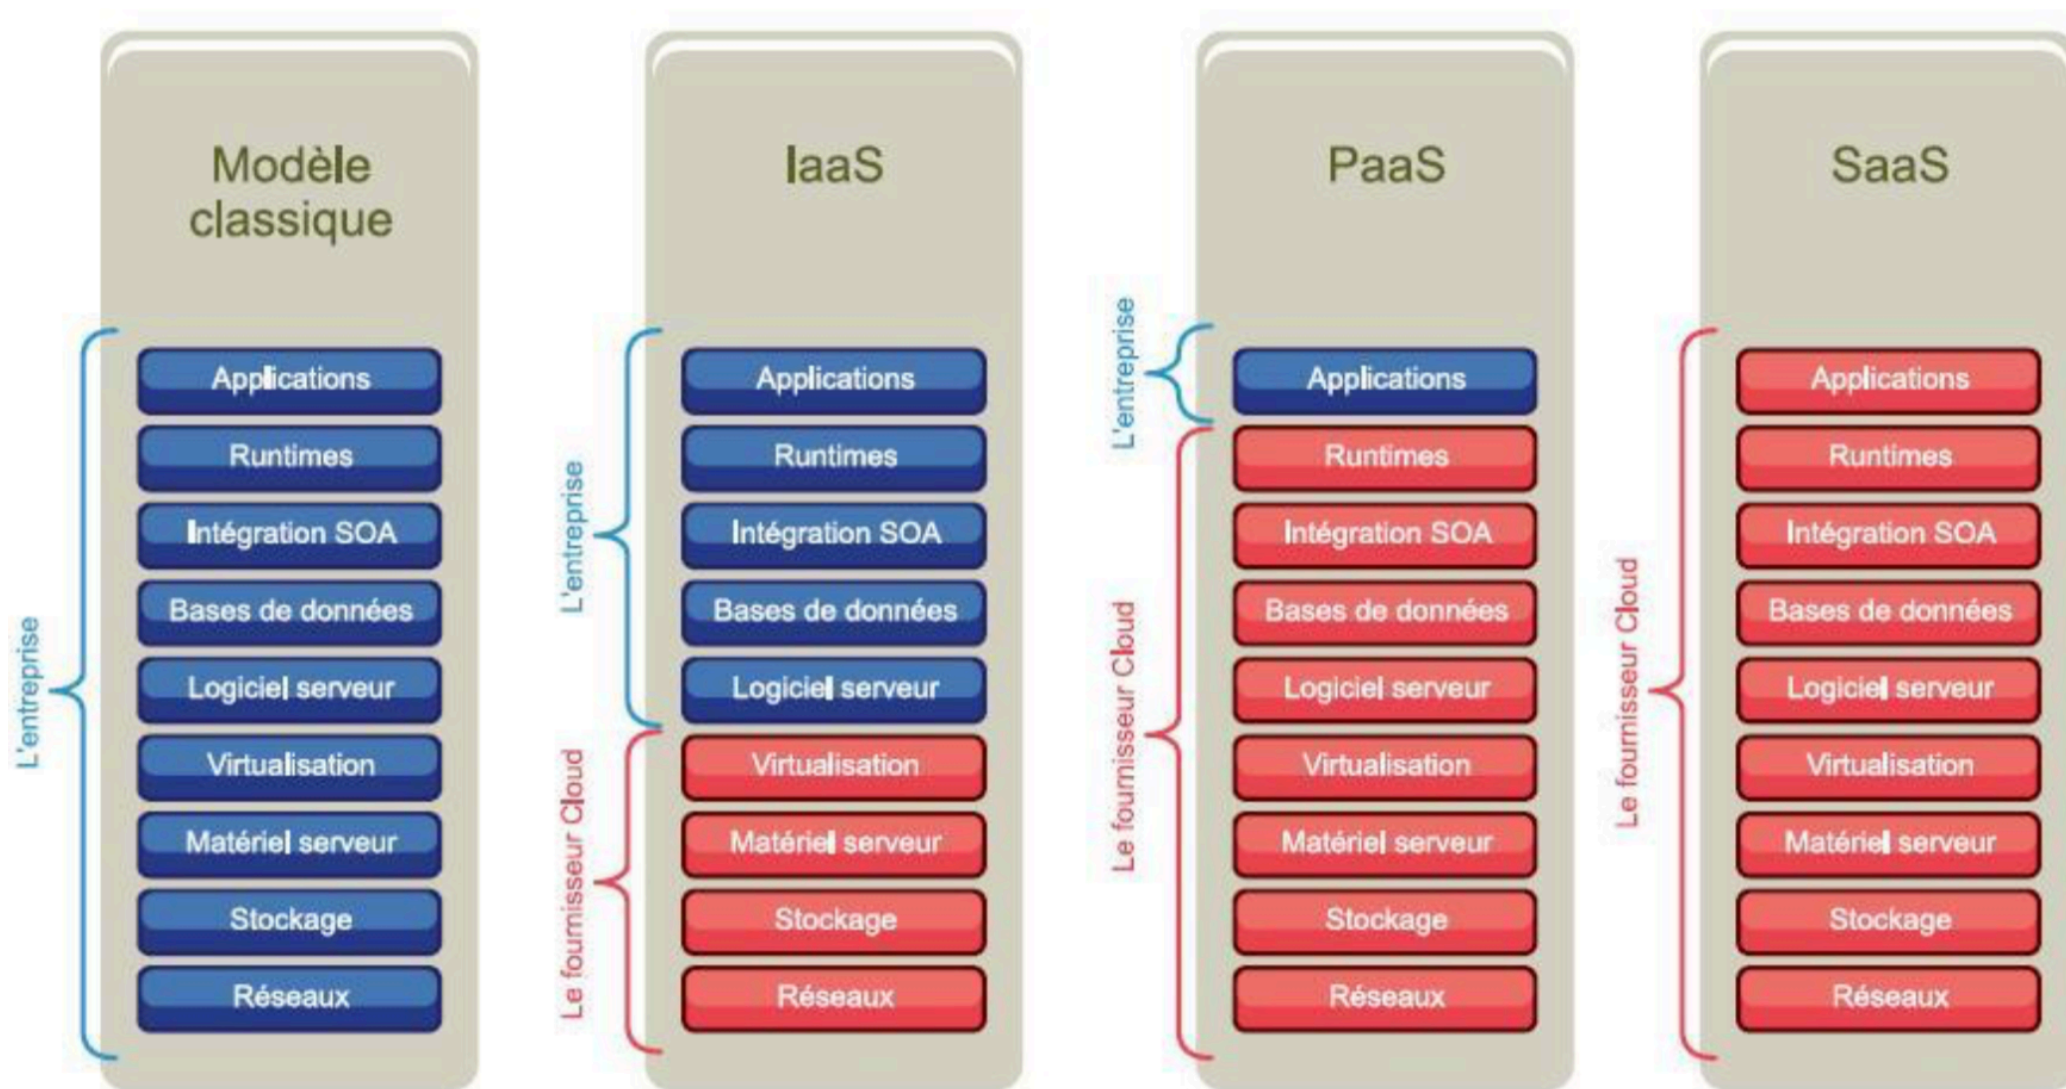 Modèle
classique
L'entreprise
Applications
Runtimes
Intégration SOA
Bases de données
Logiciel serveur
Virtualisation
Matériel serveur
Stockage
Réseaux
IaaS
L'entreprise
Le fournisseur Cloud
Applications
Runtimes
Intégration SOA
Bases de données
Logiciel serveur
Virtualisation
Matériel serveur
Stockage
Réseaux
PaaS
L'entreprise
Le fournisseur Cloud
Applications
Runtimes
Intégration SOA
Bases de données
Logiciel serveur
Virtualisation
Matériel serveur
Stockage
Réseaux
SaaS
Le fournisseur Cloud
Applications
Runtimes
Intégration SOA
Bases de données
Logiciel serveur
Virtualisation
Matériel serveur
Stockage
Réseaux